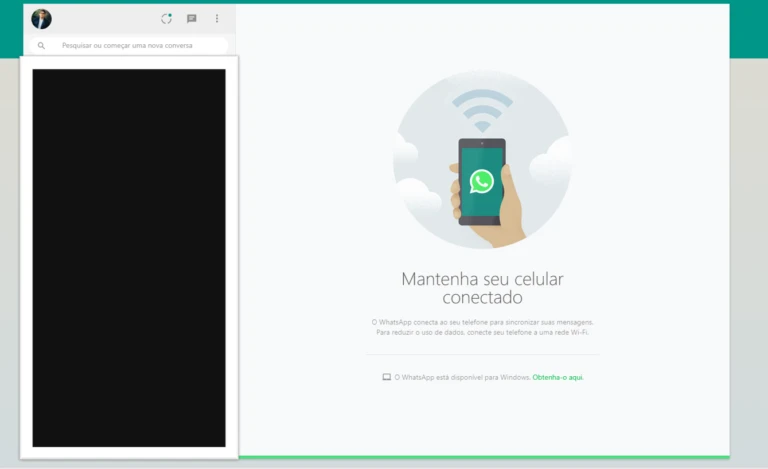 Pesquisar ou começar uma nova conversa
Mantenha seu celular
conectado
O WhatsApp conecta ao seu telefone para sincronizar suas mensagens.
Para reduzir o uso de dados, conecte seu telefone a uma rede Wi-Fi.
O WhatsApp está disponível para Windows. Obtenha-o aqui.